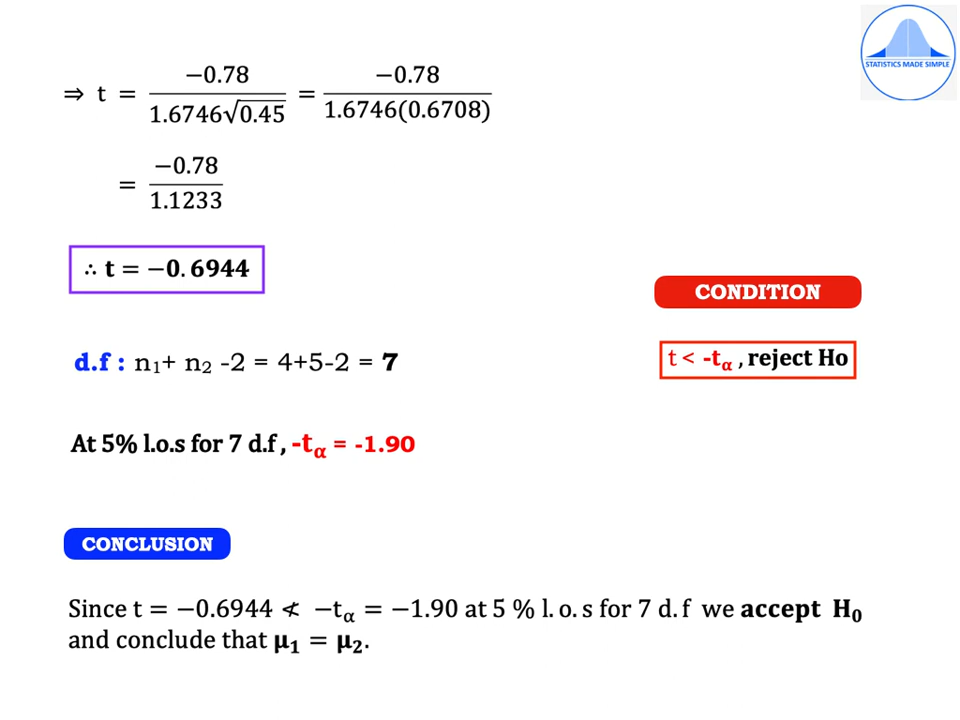 STATISTICS MADE SIMPLE
⇒ t = −0.78 / 1.6746√0.45 = −0.78 / 1.6746(0.6708)
= −0.78 / 1.1233
∴ t = −0.6944
CONDITION
d.f : n₁+ n₂ -2 = 4+5-2 = 7
t < -tα , reject Ho
At 5% l.o.s for 7 d.f , -tα = -1.90
CONCLUSION
Since t = −0.6944 ≮ −tα = −1.90 at 5 % l. o. s for 7 d. f we accept H₀
and conclude that µ₁ = µ₂.